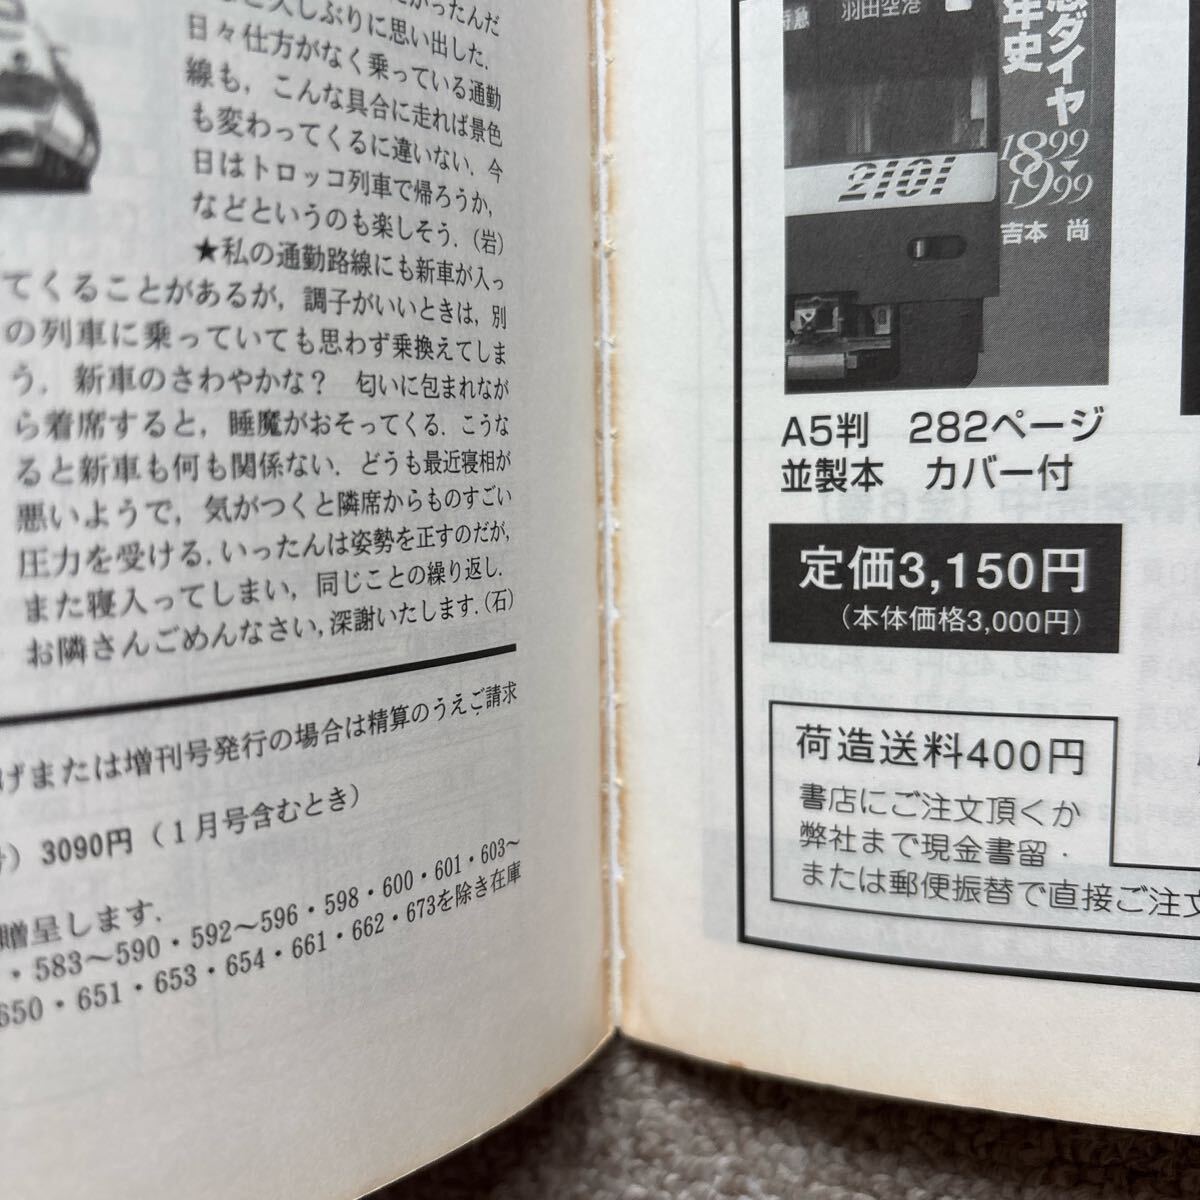 に思い出した.
日々仕方がなく乗っている通勤
線も，こんな具合に走れば景色
も変わってくるに違いない. 今
日はトロッコ列車で帰ろうか,
などというのも楽しそう. (岩)
★私の通勤路線にも新車が入っ
てくることがあるが, 調子がいいときは, 別
の列車に乗っていても思わず乗換えてしま
う. 新車のさわやかな？ 匂いに包まれなが
ら着席すると, 睡魔がおそってくる. こうな
ると新車も何も関係ない. どうも最近寝相が
悪いようで, 気がつくと隣席からものすごい
圧力を受ける. いったんは姿勢を正すのだが,
また寝入ってしまい, 同じことの繰り返し.
お隣さんごめんなさい, 深謝いたします. (石)
げまたは増刊号発行の場合は精算のうえご請求
3090円（1月号含むとき）
贈呈します.
・583～590・592～596・598・600・601・603～
650・651・653・654・661・662・673を除き在庫
特急 羽田空港
ダイヤ
年史
1899
▼
1999
吉本 尚
2101
A5判 282ページ
並製本 カバー付
定価3,150円
（本体価格3,000円）
荷造送料400円
書店にご注文頂くか
弊社まで現金書留・
または郵便振替で直接ご注文